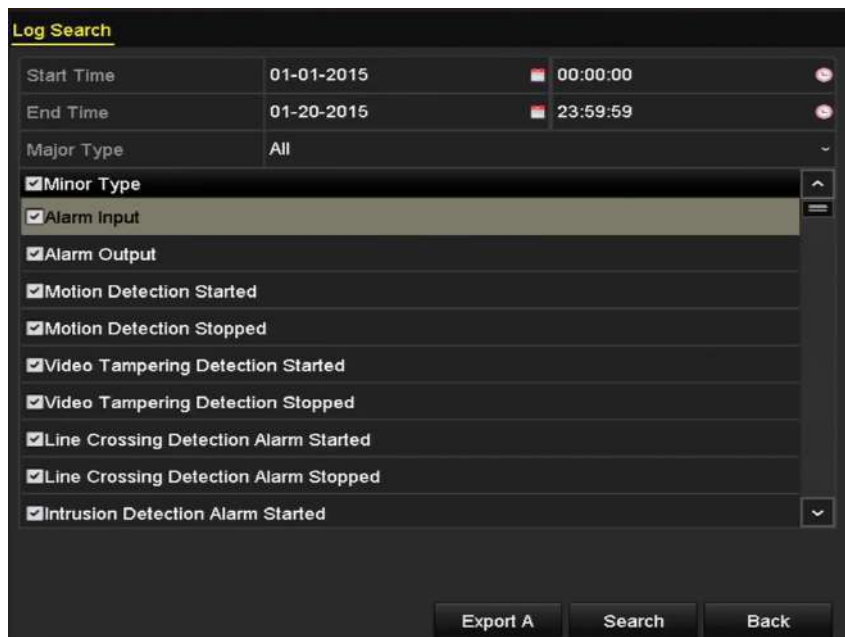 Log Search
Start Time 01-01-2015 00:00:00
End Time 01-20-2015 23:59:59
Major Type All
Minor Type
Alarm Input
Alarm Output
Motion Detection Started
Motion Detection Stopped
Video Tampering Detection Started
Video Tampering Detection Stopped
Line Crossing Detection Alarm Started
Line Crossing Detection Alarm Stopped
Intrusion Detection Alarm Started
Export A Search Back